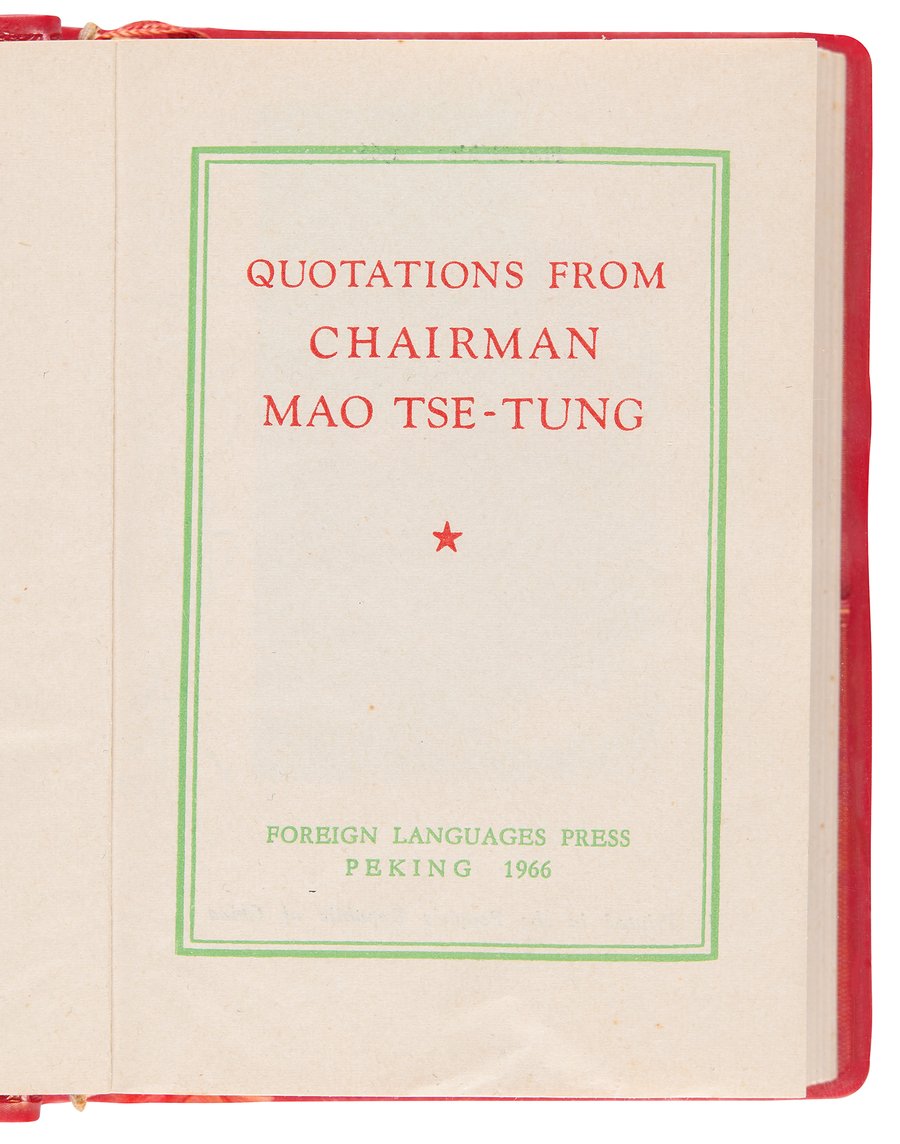 QUOTATIONS FROM
CHAIRMAN
MAO TSE-TUNG
FOREIGN LANGUAGES PRESS
PEKING 1966